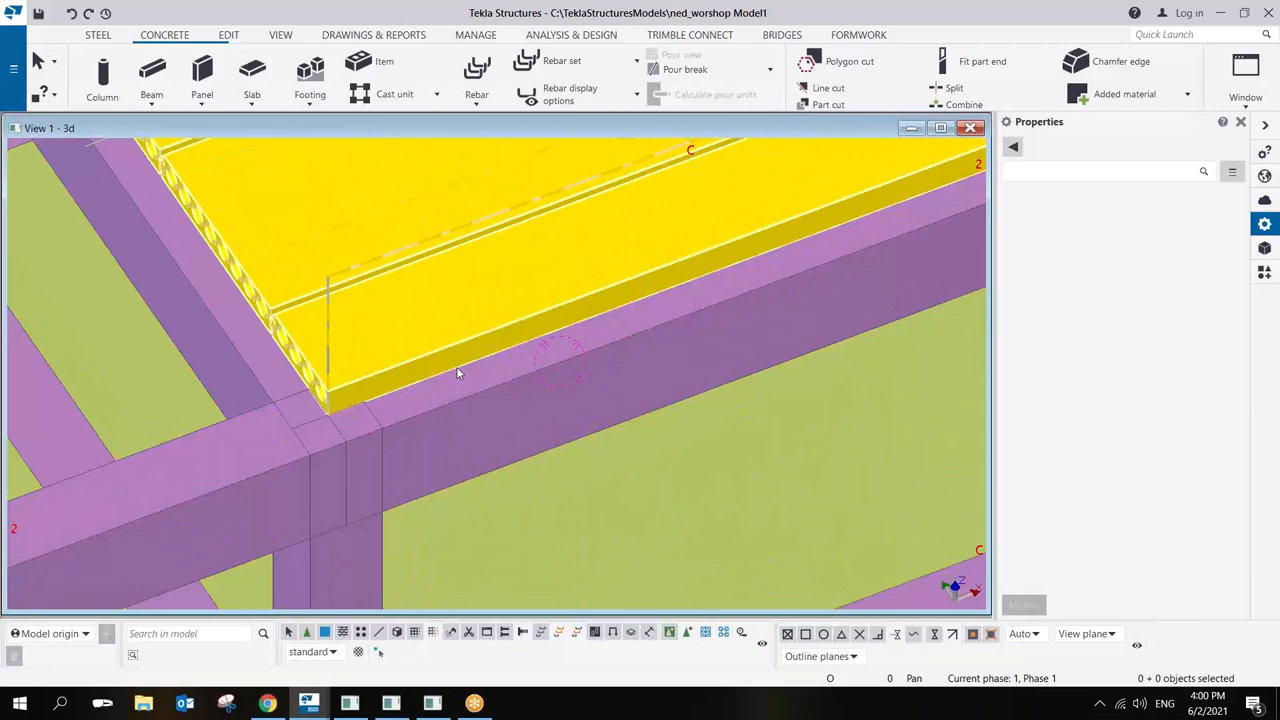 Tekla Structures - C:\TeklaStructuresModels\ned_workshop Model1
Log in
STEEL CONCRETE EDIT VIEW DRAWINGS & REPORTS MANAGE ANALYSIS & DESIGN TRIMBLE CONNECT BRIDGES FORMWORK
Quick Launch
Column
Beam
Panel
Slab
Footing
Item
Cast unit
Rebar
Rebar set
Rebar display
options
Pour view
Pour break
Calculate pour units
Polygon cut
Line cut
Part cut
Fit part end
Split
Combine
Chamfer edge
Added material
Window
View 1 - 3d
Properties
C
2
2
C
Z
Modify
Model origin
Search in model
standard
Auto
View plane
Outline planes
O 0 Pan Current phase: 1, Phase 1 0 + 0 objects selected
2020
ENG
4:00 PM
6/2/2021
5